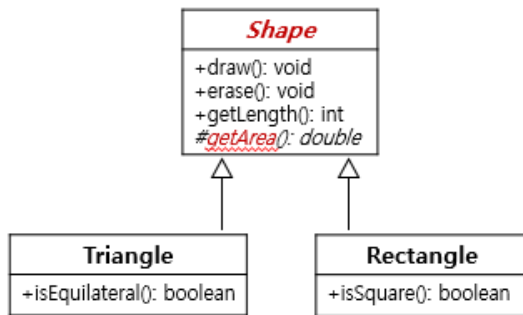 Shape
+draw(): void
+erase(): void
+getLength(): int
#getArea(): double
Triangle
+isEquilateral(): boolean
Rectangle
+isSquare(): boolean